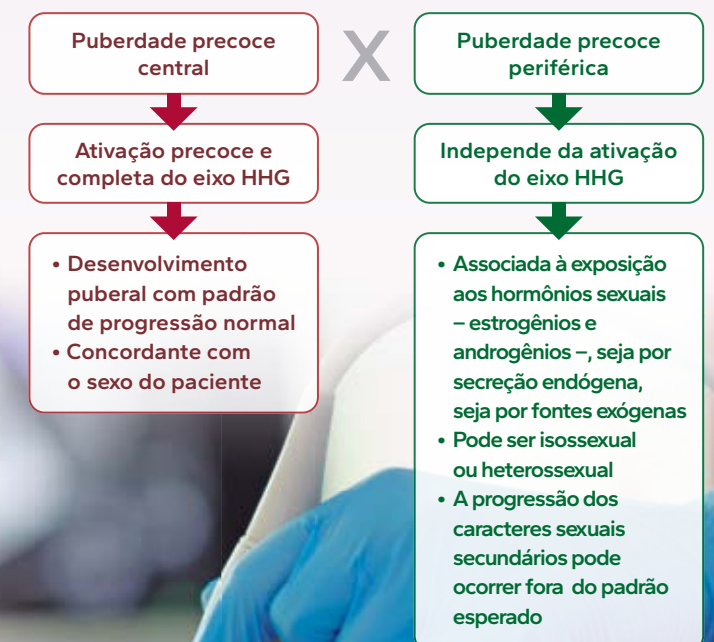 Puberdade precoce
central
X
Puberdade precoce
periférica
Ativação precoce e
completa do eixo HHG
Independe da ativação
do eixo HHG
• Desenvolvimento
puberal com padrão
de progressão normal
• Concordante com
o sexo do paciente
• Associada à exposição
aos hormônios sexuais
– estrogênios e
androgênios –, seja por
secreção endógena,
seja por fontes exógenas
• Pode ser isossexual
ou heterossexual
• A progressão dos
caracteres sexuais
secundários pode
ocorrer fora do padrão
esperado